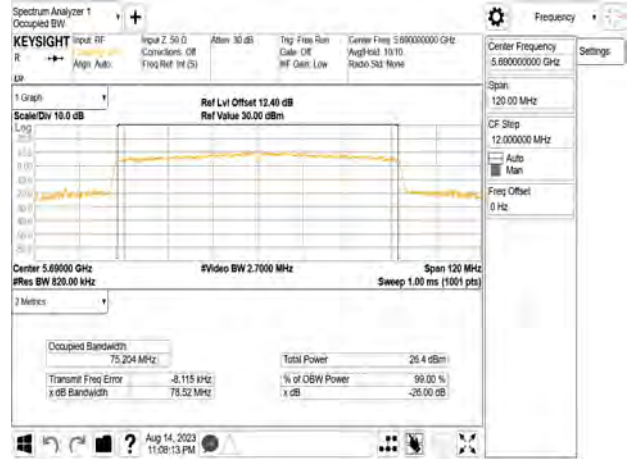 Spectrum Analyzer 1
Occupied BW
Frequency
KEYSIGHT
Input: RF
Input Z: 50 Ω
Atten: 30 dB
Trig: Free Run
Center Freq: 5.690000000 GHz
Corrections: Off
Gate: Off
Avg|Hold: 10/10
R
Align: Auto
Freq Ref: Int (S)
#IF Gain: Low
Radio Std: None
Center Frequency
5.690000000 GHz
Settings
Span
120.00 MHz
CF Step
12.000000 MHz
Auto
Man
Freq Offset
0 Hz
1 Graph
Ref Lvl Offset 12.40 dB
Scale/Div 10.0 dB
Ref Value 30.00 dBm
Log
Center 5.69000 GHz
#Video BW 2.7000 MHz
Span 120 MHz
#Res BW 820.00 kHz
Sweep 1.00 ms (1001 pts)
2 Metrics
Occupied Bandwidth
75.204 MHz
Total Power
26.4 dBm
Transmit Freq Error
-8.115 kHz
% of OBW Power
99.00 %
x dB Bandwidth
78.52 MHz
x dB
-26.00 dB
?
Aug 14, 2023
11:08:13 PM